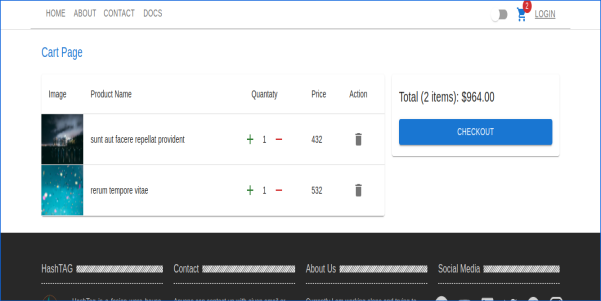 HOME ABOUT CONTACT DOCS 2 LOGIN
Cart Page
Image Product Name Quantaty Price Action
sunt aut facere repellat provident + 1 − 432
rerum tempore vitae + 1 − 532
Total (2 items): $964.00
CHECKOUT
HashTAG Contact About Us Social Media